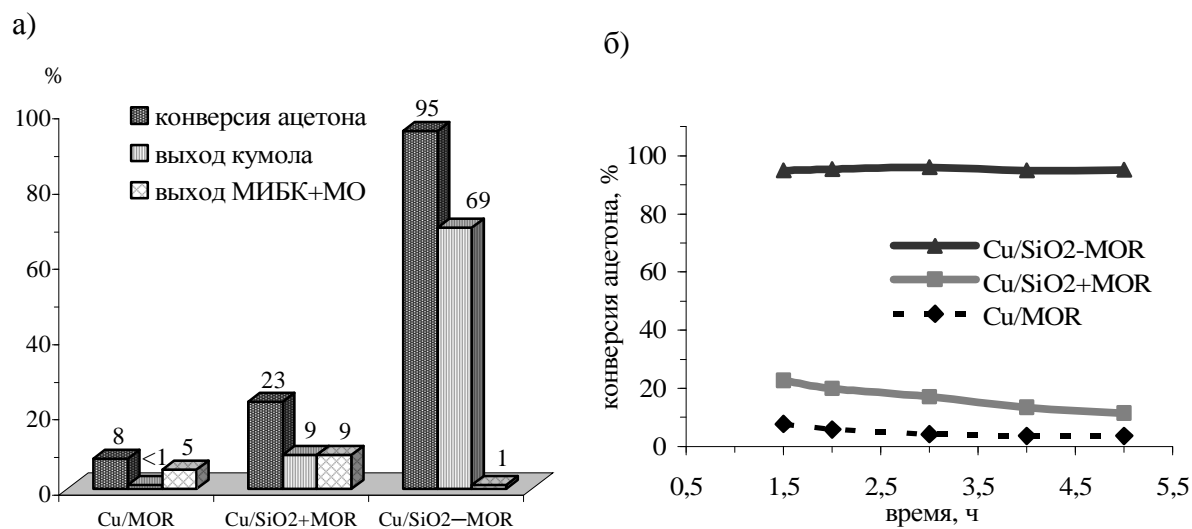 а)
%
100
80
60
40
20
0
конверсия ацетона
выход кумола
выход МИБК+МО
8
<1
5
23
9
9
95
69
1
Cu/MOR
Cu/SiO2+MOR
Cu/SiO2—MOR
б)
конверсия ацетона, %
100
80
60
40
20
0
Cu/SiO2-MOR
Cu/SiO2+MOR
Cu/MOR
0,5
1,5
2,5
3,5
4,5
5,5
время, ч